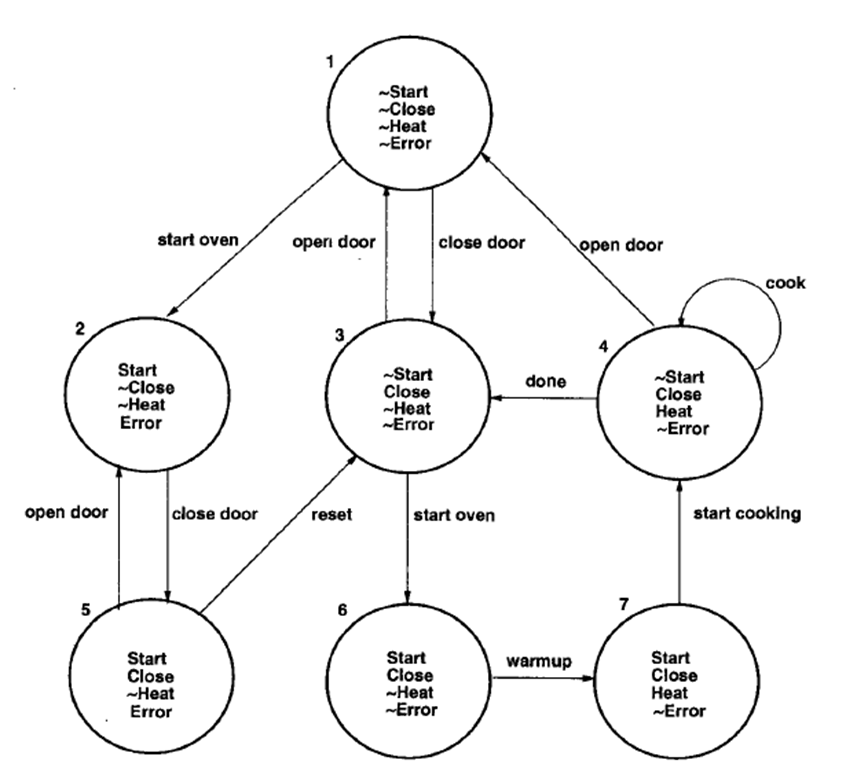 1
~Start
~Close
~Heat
~Error
start oven
open door
close door
open door
cook
2
Start
~Close
~Heat
Error
3
~Start
Close
~Heat
~Error
done
4
~Start
Close
Heat
~Error
open door
close door
reset
start oven
start cooking
5
Start
Close
~Heat
Error
6
Start
Close
~Heat
~Error
warmup
7
Start
Close
Heat
~Error